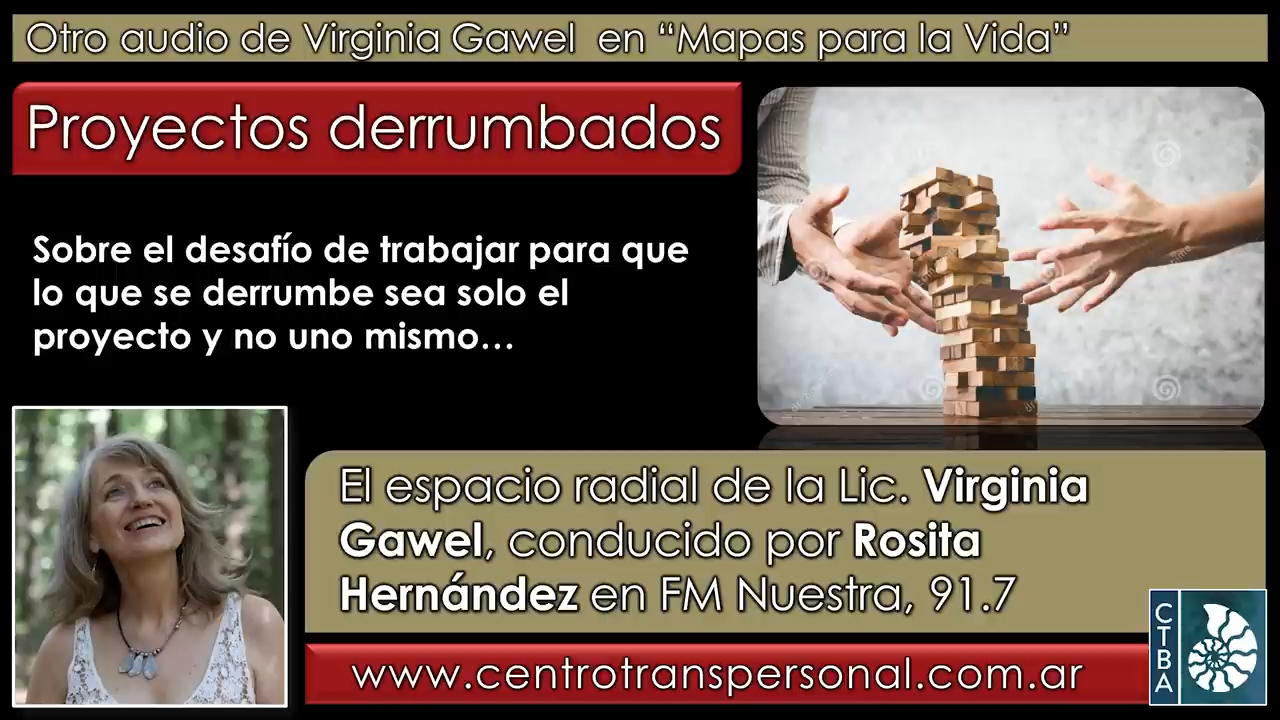 Otro audio de Virginia Gawel en “Mapas para la Vida”
Proyectos derrumbados
Sobre el desafío de trabajar para que
lo que se derrumbe sea solo el
proyecto y no uno mismo...
El espacio radial de la Lic. Virginia
Gawel, conducido por Rosita
Hernández en FM Nuestra, 91.7
www.centrotranspersonal.com.ar
CTBA